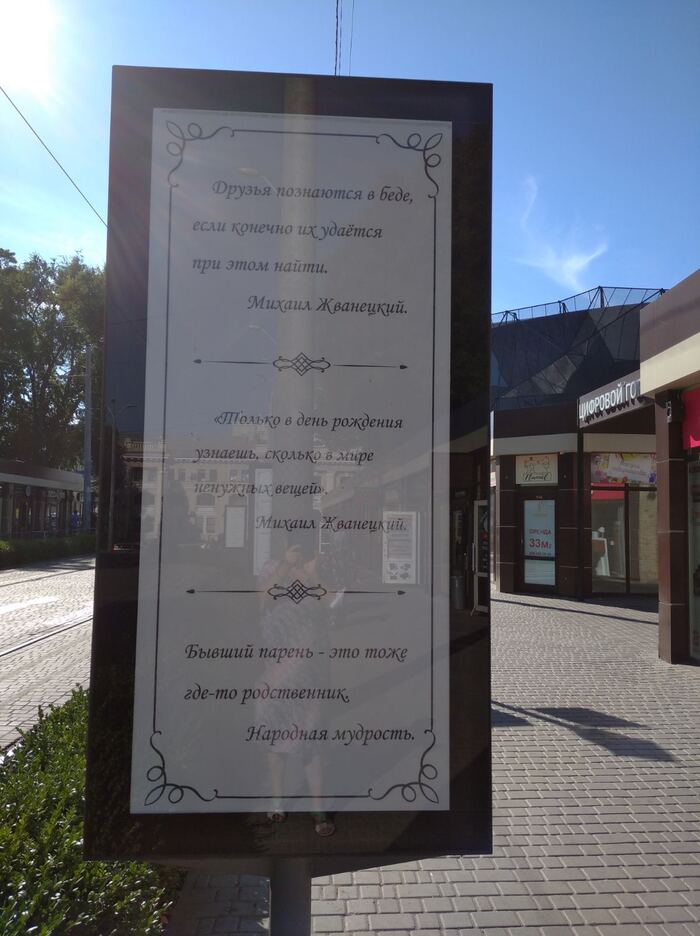 Друзья познаются в беде,
если конечно их удаётся
при этом найти.
Михаил Жванецкий.
«Только в день рождения
узнаешь, сколько в мире
ненужных вещей».
Михаил Жванецкий.
Бывший парень - это тоже
где-то родственник.
Народная мудрость.
ЦИФРОВОЙ
АРЕНДА
33м2